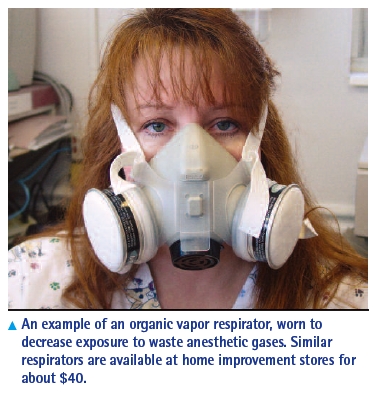 ▲ An example of an organic vapor respirator, worn to
decrease exposure to waste anesthetic gases. Similar
respirators are available at home improvement stores for
about $40.